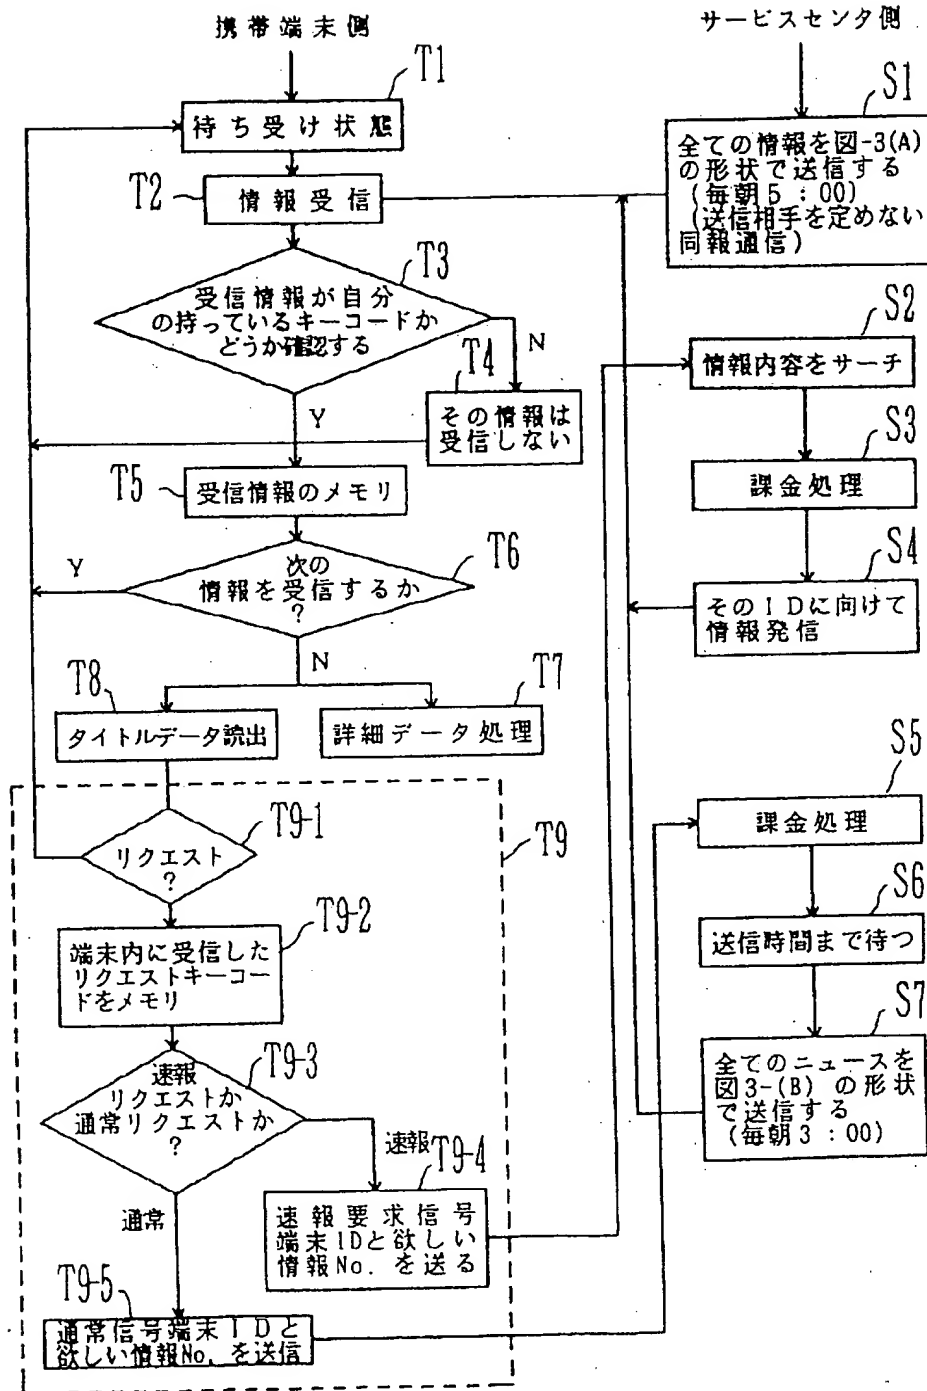 携帯端末側
T1
待ち受け状態
T2
情報受信
T3
受信情報が自分
の持っているキーコードか
どうか確認する
N
T4
その情報は
受信しない
Y
T5
受信情報のメモリ
T6
次の
情報を受信するか
?
Y
N
T8
タイトルデータ読出
T7
詳細データ処理
T9
T9-1
リクエスト
?
T9-2
端末内に受信した
リクエストキーコー
ドをメモリ
T9-3
速報
リクエストか
通常リクエストか
?
速報
T9-4
速報要求信号
端末IDと欲しい
情報No.を送る
通常
T9-5
通常信号端末IDと
欲しい情報No.を送信
サービスセンタ側
S1
全ての情報を図-3(A)
の形状で送信する
(毎朝5:00)
(送信相手を定めない
同報通信)
S2
情報内容をサーチ
S3
課金処理
S4
そのIDに向けて
情報発信
S5
課金処理
S6
送信時間まで待つ
S7
全てのニュースを
図3-(B)の形状
で送信する
(毎朝3:00)